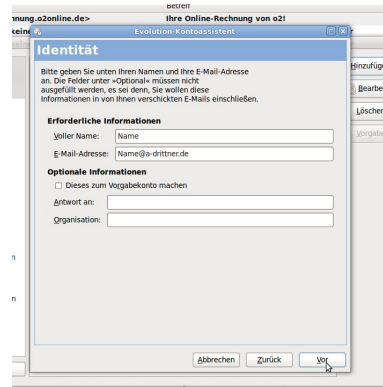 Betreff
nnung.o2online.de>
Ihre Online-Rechnung von o2!
keine
Evolution-Kontoassistent
Identität
Bitte geben Sie unten Ihren Namen und Ihre E-Mail-Adresse
an. Die Felder unter »Optional« müssen nicht
ausgefüllt werden, es sei denn, Sie wollen diese
Informationen in von Ihnen verschickten E-Mails einschließen.
Erforderliche Informationen
Voller Name: Name
E-Mail-Adresse: Name@a-drittner.de
Optionale Informationen
Dieses zum Vorgabekonto machen
Antwort an:
Organisation:
Abbrechen Zurück Vor
Hinzufüge
Bearbe
Löschen
Vorgabe
n
n